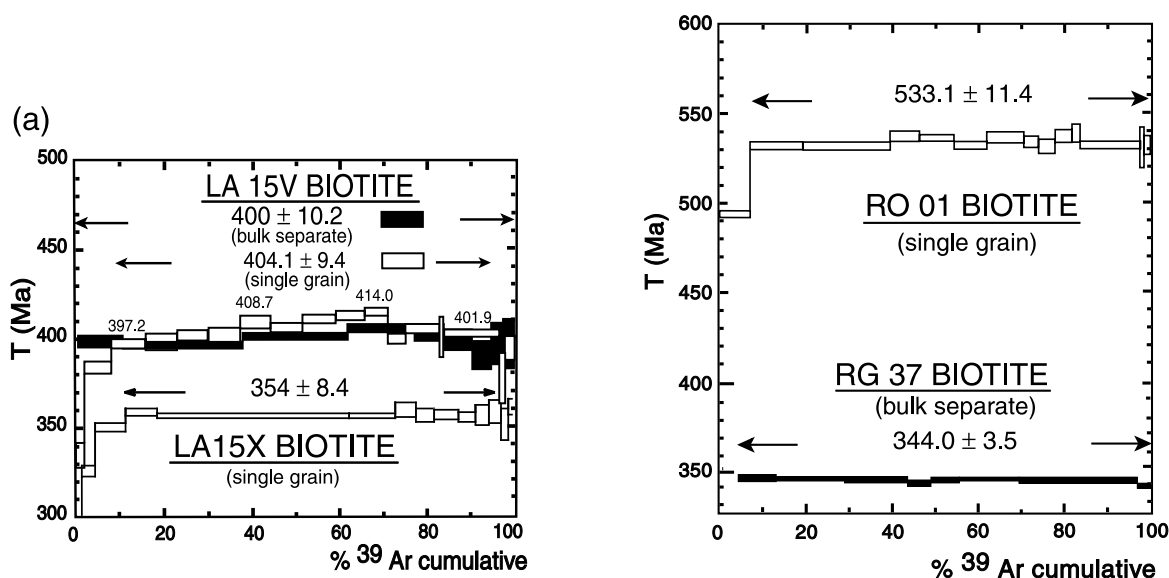 (a)
500
450
400
350
300
T (Ma)
LA 15V BIOTITE
400 ± 10.2
(bulk separate)
404.1 ± 9.4
(single grain)
397.2
408.7
414.0
401.9
354 ± 8.4
LA15X BIOTITE
(single grain)
0 20 40 60 80 100
% 39 Ar cumulative
600
550
500
450
400
350
T (Ma)
533.1 ± 11.4
RO 01 BIOTITE
(single grain)
RG 37 BIOTITE
(bulk separate)
344.0 ± 3.5
0 20 40 60 80 100
% 39 Ar cumulative